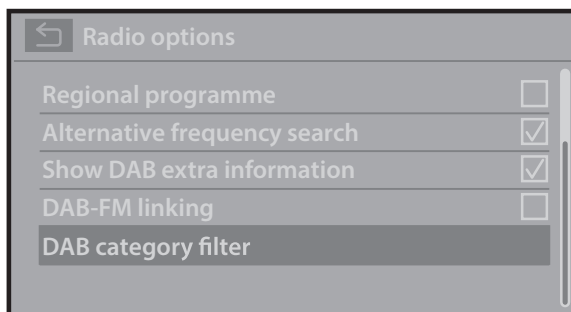 Radio options
Regional programme
Alternative frequency search
Show DAB extra information
DAB-FM linking
DAB category filter